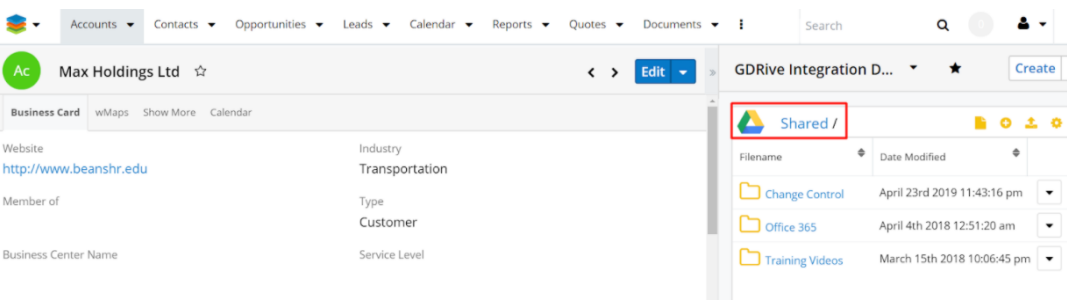 Accounts Contacts Opportunities Leads Calendar Reports Quotes Documents Search
Ac Max Holdings Ltd Edit » GDRive Integration D... Create
Business Card wMaps Show More Calendar
Shared /
Website Industry
http://www.beanshr.edu Transportation
Filename Date Modified
Member of Type
Customer
Change Control April 23rd 2019 11:43:16 pm
Office 365 April 4th 2018 12:51:20 am
Business Center Name Service Level
Training Videos March 15th 2018 10:06:45 pm